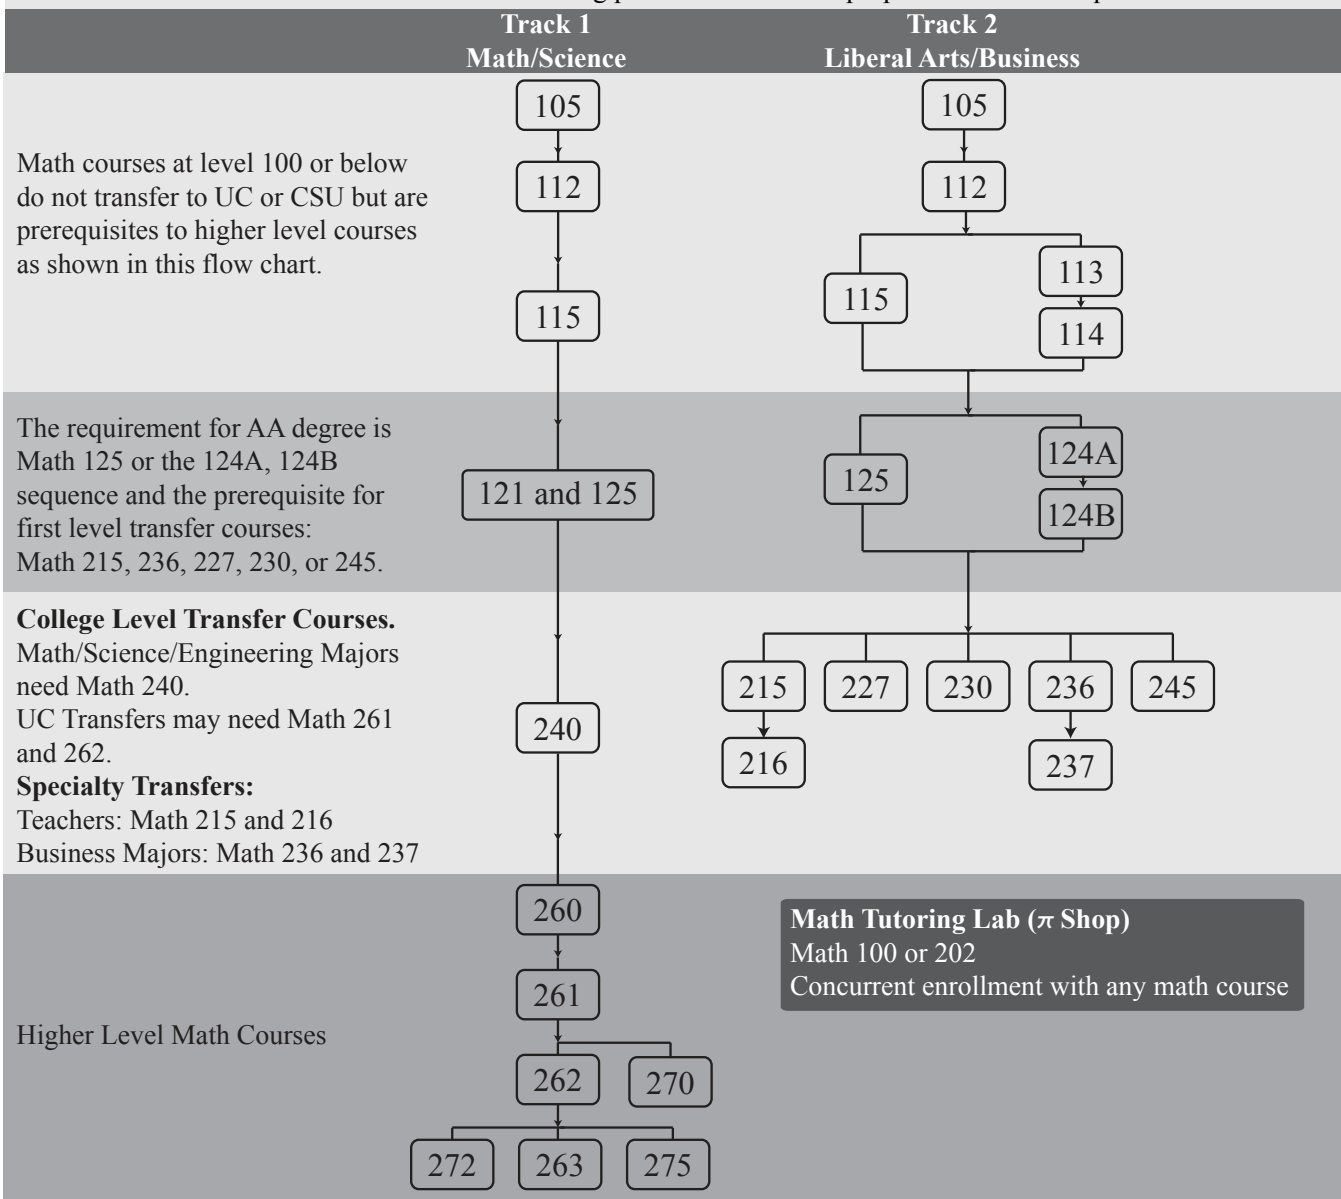 Track 1
Math/Science
Track 2
Liberal Arts/Business
Math courses at level 100 or below
do not transfer to UC or CSU but are
prerequisites to higher level courses
as shown in this flow chart.
105
112
115
105
112
115
113
114
The requirement for AA degree is
Math 125 or the 124A, 124B
sequence and the prerequisite for
first level transfer courses:
Math 215, 236, 227, 230, or 245.
121 and 125
125
124A
124B
College Level Transfer Courses.
Math/Science/Engineering Majors
need Math 240.
UC Transfers may need Math 261
and 262.
Specialty Transfers:
Teachers: Math 215 and 216
Business Majors: Math 236 and 237
240
215
227
230
236
245
216
237
Higher Level Math Courses
260
261
262
270
272
263
275
Math Tutoring Lab (π Shop)
Math 100 or 202
Concurrent enrollment with any math course